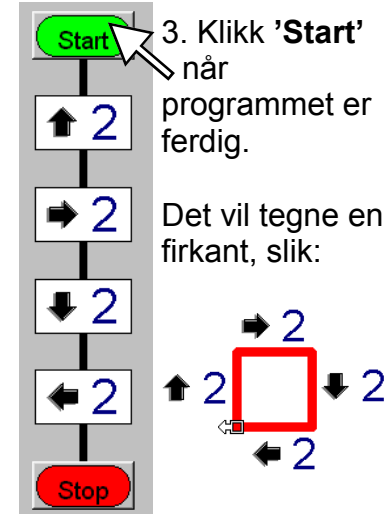 Start
2
2
2
2
Stop
3. Klikk ’Start’
når
programmet er
ferdig.
Det vil tegne en
firkant, slik:
2
2
2
2